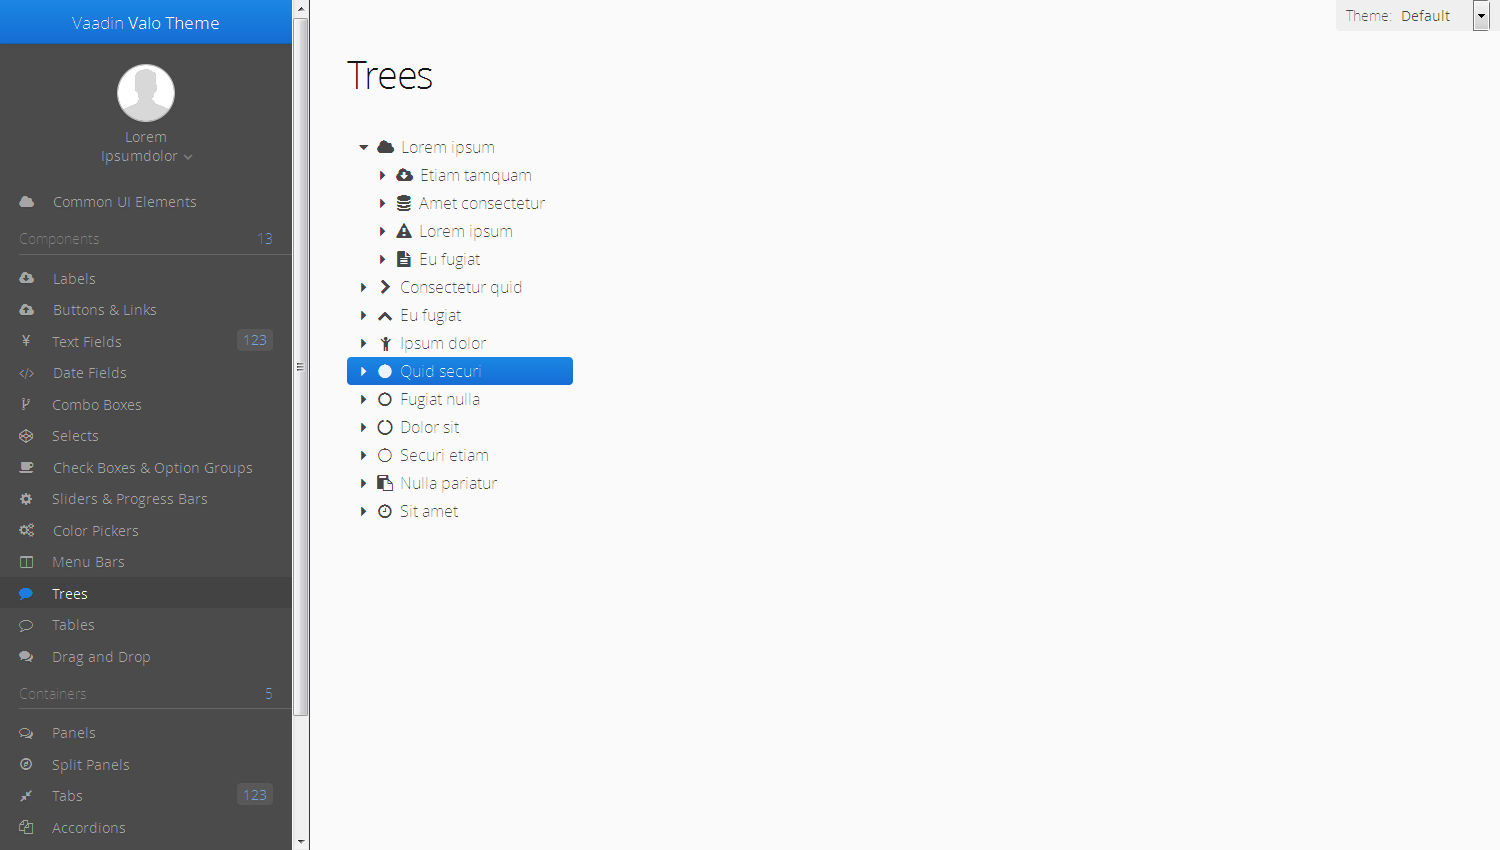 Vaadin Valo Theme
Lorem
Ipsumdolor
Common UI Elements
Components 13
Labels
Buttons & Links
Text Fields 123
Date Fields
Combo Boxes
Selects
Check Boxes & Option Groups
Sliders & Progress Bars
Color Pickers
Menu Bars
Trees
Tables
Drag and Drop
Containers 5
Panels
Split Panels
Tabs 123
Accordions
Theme: Default
Trees
Lorem ipsum
Etiam tamquam
Amet consectetur
Lorem ipsum
Eu fugiat
Consectetur quid
Eu fugiat
Ipsum dolor
Quid securi
Fugiat nulla
Dolor sit
Securi etiam
Nulla pariatur
Sit amet